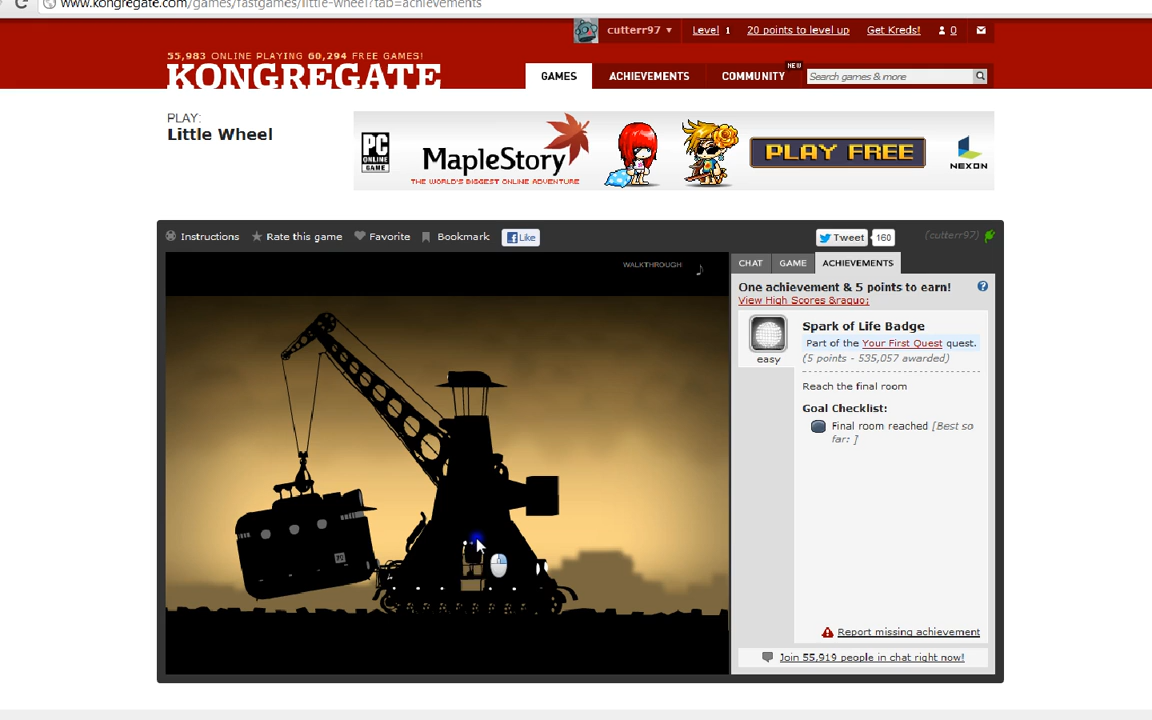 www.kongregate.com/games/fastgames/little-wheel?tab=achievements
cutterr97 Level 1 20 points to level up Get Kreds! 0
55,983 ONLINE PLAYING 60,294 FREE GAMES!
KONGREGATE
GAMES ACHIEVEMENTS COMMUNITY NEW Search games & more
PLAY:
Little Wheel
PC ONLINE GAME MapleStory PLAY FREE NEXON
THE WORLD'S BIGGEST ONLINE ADVENTURE
Instructions Rate this game Favorite Bookmark Like Tweet 160 (cutterr97)
WALKTHROUGH
CHAT GAME ACHIEVEMENTS
One achievement & 5 points to earn!
View High Scores &raquo;
Spark of Life Badge
easy
Part of the Your First Quest quest.
(5 points - 535,057 awarded)
Reach the final room
Goal Checklist:
Final room reached [Best so
far: ]
Report missing achievement
Join 55,919 people in chat right now!